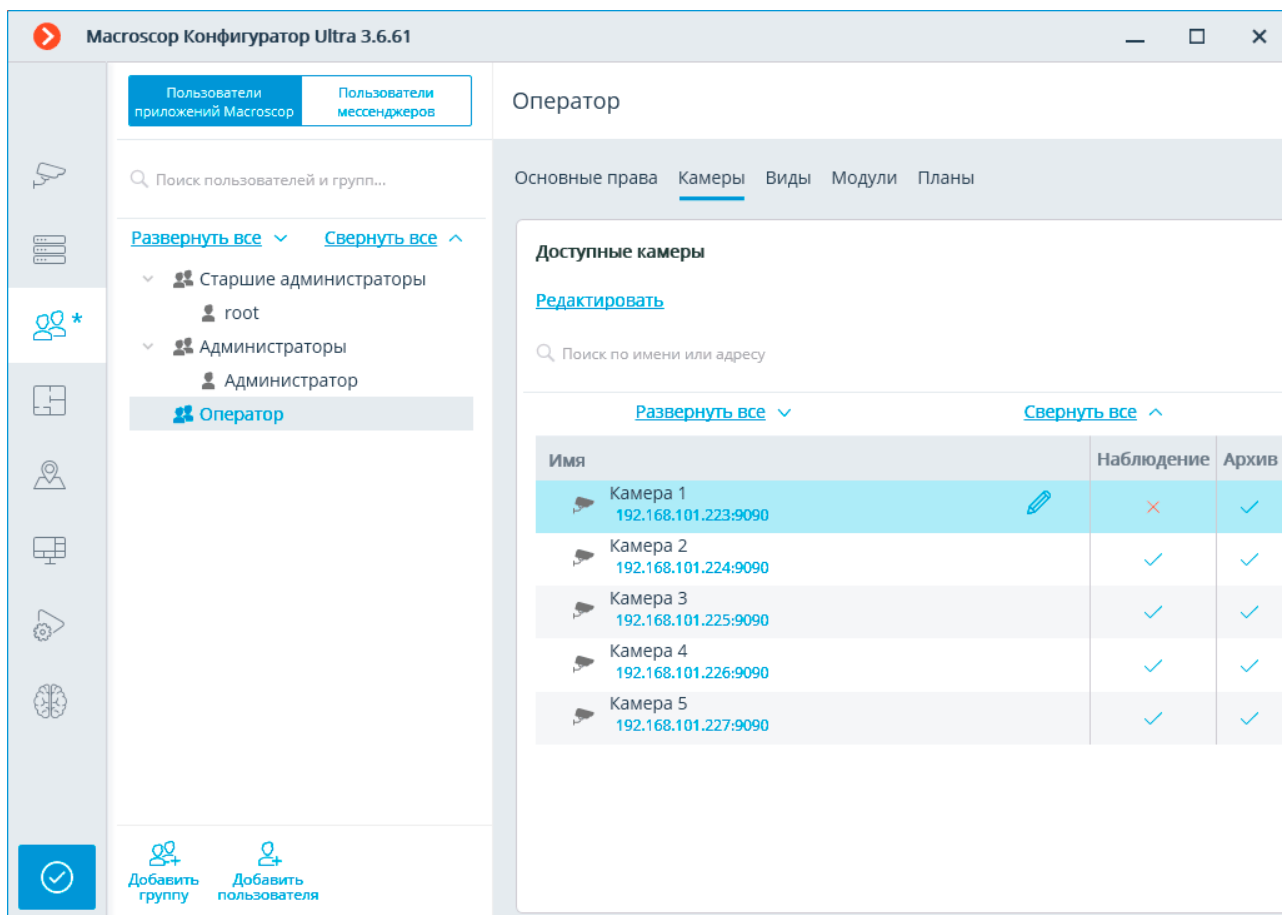 Macroscop Конфигуратор Ultra 3.6.61
Пользователи
приложений Macroscop
Пользователи
мессенджеров
Поиск пользователей и групп...
Развернуть все
Свернуть все
Старшие администраторы
root
*
Администраторы
Администратор
Оператор
Добавить
группу
Добавить
пользователя
Оператор
Основные права
Камеры
Виды
Модули
Планы
Доступные камеры
Редактировать
Поиск по имени или адресу
Развернуть все
Свернуть все
Имя
Наблюдение
Архив
Камера 1
192.168.101.223:9090
Камера 2
192.168.101.224:9090
Камера 3
192.168.101.225:9090
Камера 4
192.168.101.226:9090
Камера 5
192.168.101.227:9090